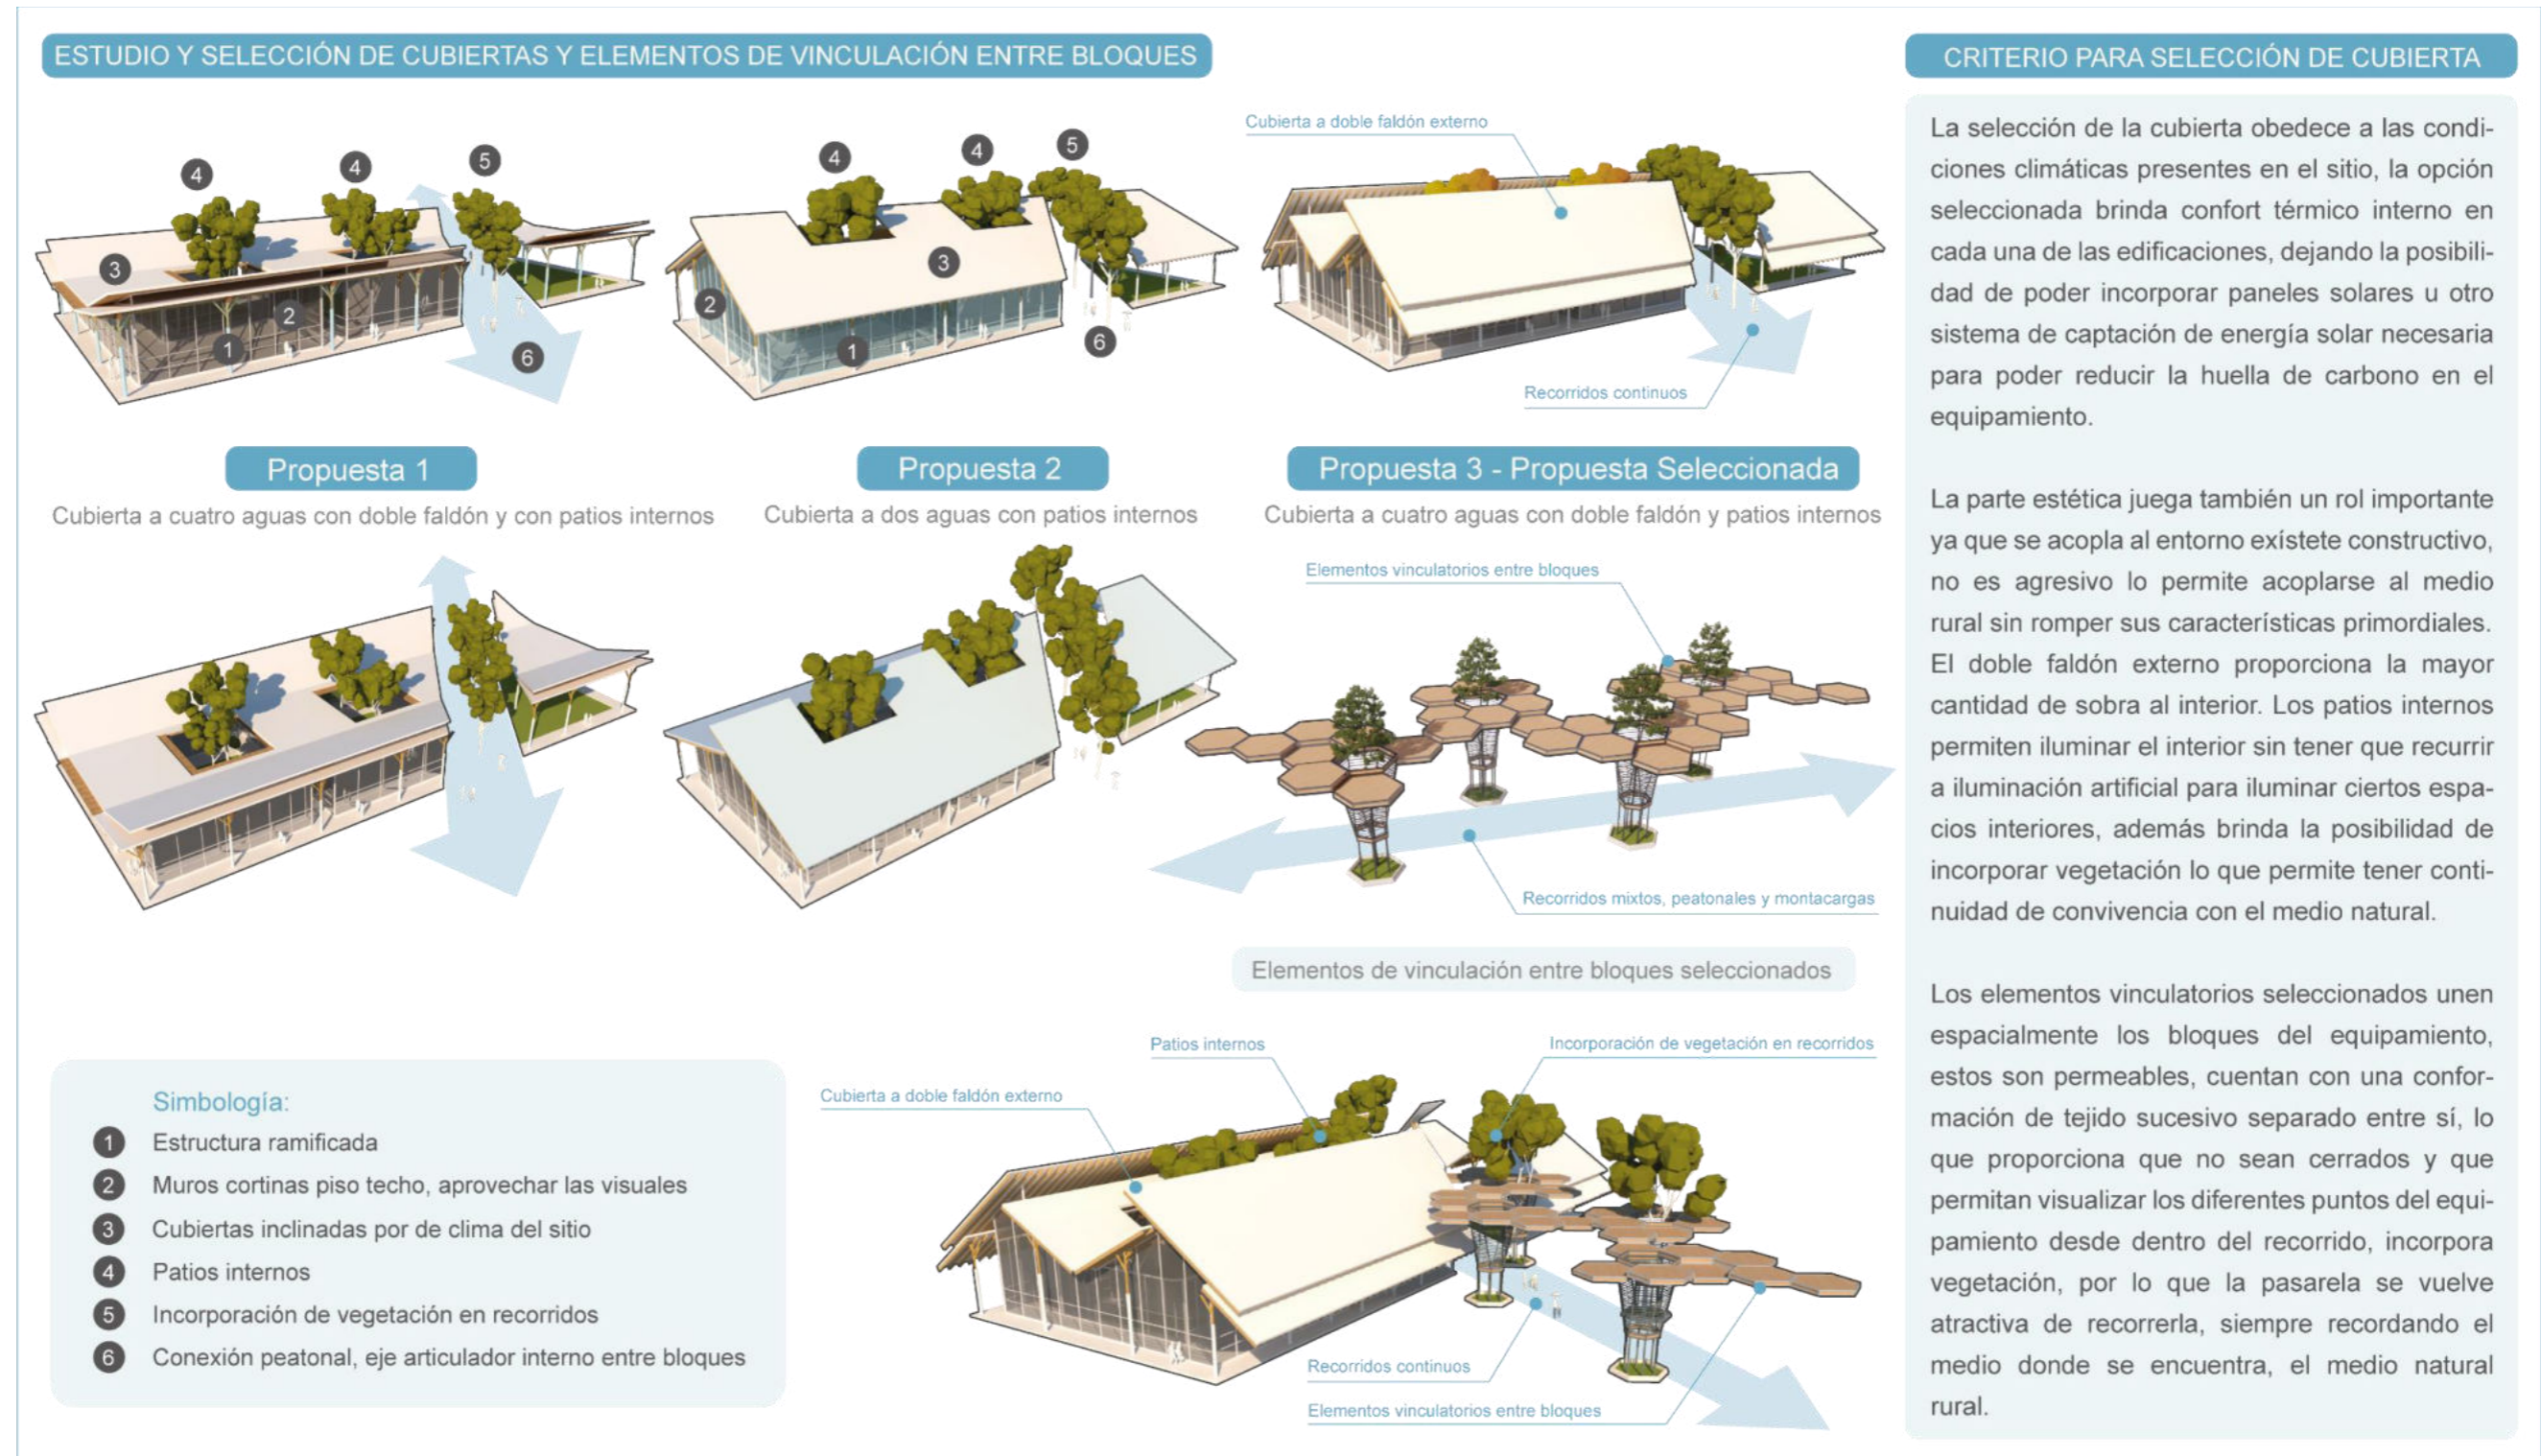 ESTUDIO Y SELECCIÓN DE CUBIERTAS Y ELEMENTOS DE VINCULACIÓN ENTRE BLOQUES
4
4
5
3
2
1
6
4
4
5
3
2
1
6
Cubierta a doble faldón externo
Recorridos continuos
Propuesta 1
Cubierta a cuatro aguas con doble faldón y con patios internos
Propuesta 2
Cubierta a dos aguas con patios internos
Propuesta 3 - Propuesta Seleccionada
Cubierta a cuatro aguas con doble faldón y patios internos
Elementos vinculatorios entre bloques
Recorridos mixtos, peatonales y montacargas
Elementos de vinculación entre bloques seleccionados
Simbología:
1 Estructura ramificada
2 Muros cortinas piso techo, aprovechar las visuales
3 Cubiertas inclinadas por de clima del sitio
4 Patios internos
5 Incorporación de vegetación en recorridos
6 Conexión peatonal, eje articulador interno entre bloques
Patios internos
Incorporación de vegetación en recorridos
Cubierta a doble faldón externo
Recorridos continuos
Elementos vinculatorios entre bloques
CRITERIO PARA SELECCIÓN DE CUBIERTA
La selección de la cubierta obedece a las condi-
ciones climáticas presentes en el sitio, la opción
seleccionada brinda confort térmico interno en
cada una de las edificaciones, dejando la posibili-
dad de poder incorporar paneles solares u otro
sistema de captación de energía solar necesaria
para poder reducir la huella de carbono en el
equipamiento.
La parte estética juega también un rol importante
ya que se acopla al entorno exístete constructivo,
no es agresivo lo permite acoplarse al medio
rural sin romper sus características primordiales.
El doble faldón externo proporciona la mayor
cantidad de sobra al interior. Los patios internos
permiten iluminar el interior sin tener que recurrir
a iluminación artificial para iluminar ciertos espa-
cios interiores, además brinda la posibilidad de
incorporar vegetación lo que permite tener conti-
nuidad de convivencia con el medio natural.
Los elementos vinculatorios seleccionados unen
espacialmente los bloques del equipamiento,
estos son permeables, cuentan con una confor-
mación de tejido sucesivo separado entre sí, lo
que proporciona que no sean cerrados y que
permitan visualizar los diferentes puntos del equi-
pamiento desde dentro del recorrido, incorpora
vegetación, por lo que la pasarela se vuelve
atractiva de recorrerla, siempre recordando el
medio donde se encuentra, el medio natural
rural.